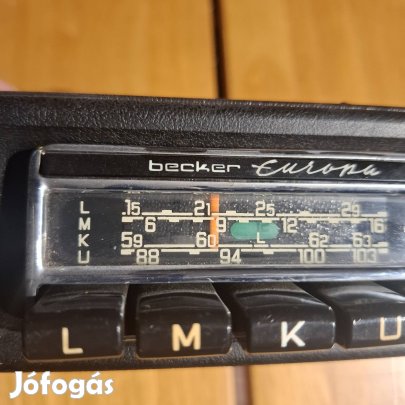 becker Europa
L 15 21 25 29
M 6 9 12 16
K 59 60 L 62 63
U 88 94 100 103
L M K U
Jófogás